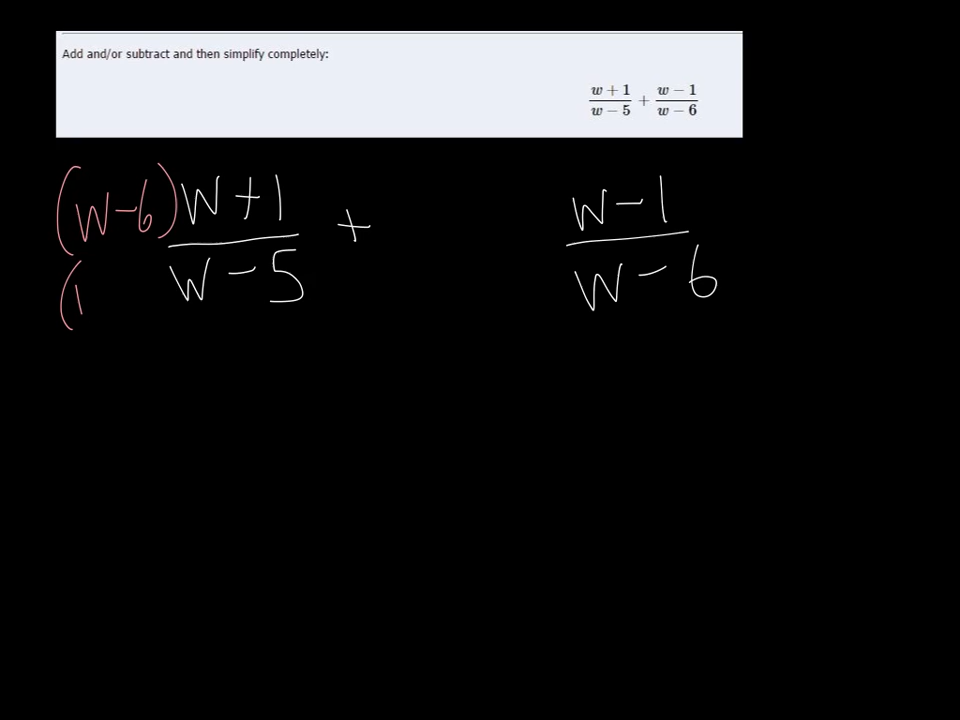 Add and/or subtract and then simplify completely:
w + 1 w − 1
+
w − 5 w − 6
(w-6) w+1 w-1
+
( w-5 w-6